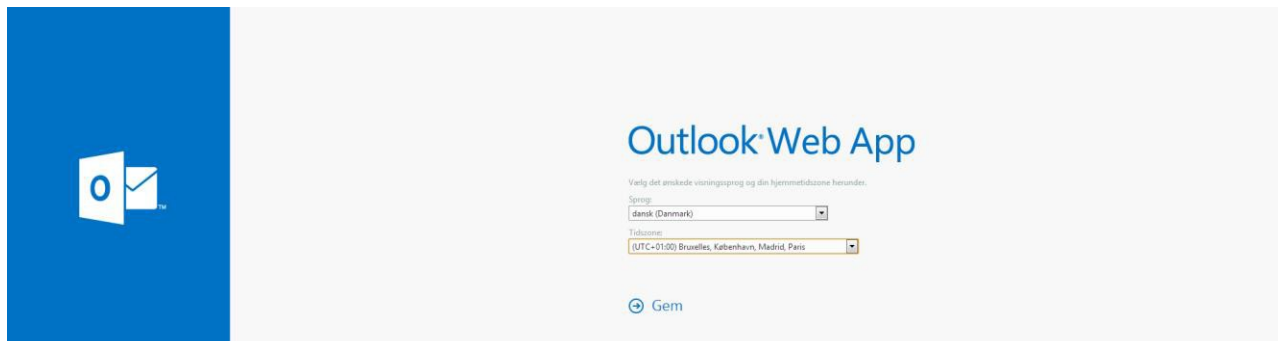 Outlook® Web App
Vælg det ønskede visningssprog og din hjemmetidszone herunder.
Sprog:
dansk (Danmark)
Tidszone:
(UTC+01:00) Bruxelles, København, Madrid, Paris
O
TM
Gem